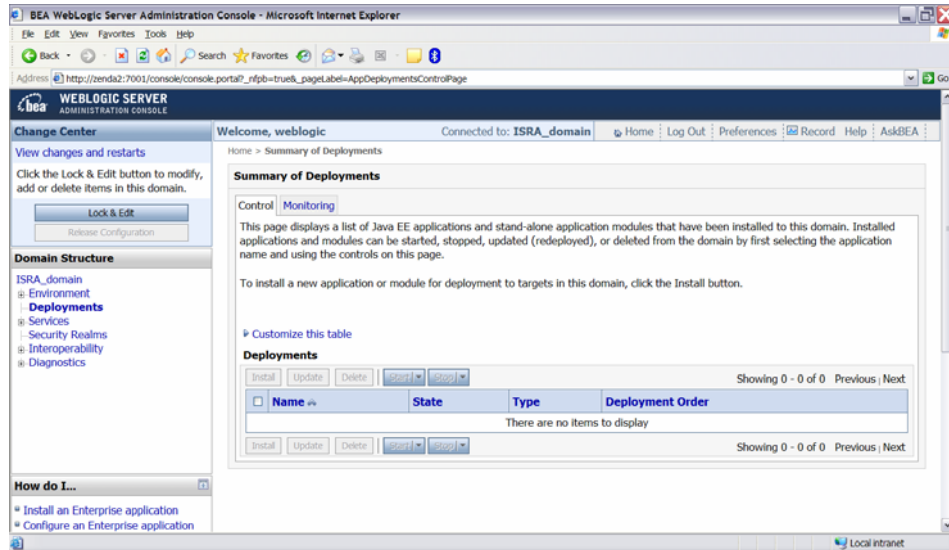 BEA WebLogic Server Administration Console - Microsoft Internet Explorer
File Edit View Favorites Tools Help
Back Search Favorites
Address http://zenda2:7001/console/console.portal?_nfpb=true&_pageLabel=AppDeploymentsControlPage Go
bea WEBLOGIC SERVER
ADMINISTRATION CONSOLE
Change Center
View changes and restarts
Click the Lock & Edit button to modify,
add or delete items in this domain.
Lock & Edit
Release Configuration
Domain Structure
ISRA_domain
Environment
Deployments
Services
Security Realms
Interoperability
Diagnostics
How do I...
Install an Enterprise application
Configure an Enterprise application
Welcome, weblogic Connected to: ISRA_domain Home Log Out Preferences Record Help AskBEA
Home > Summary of Deployments
Summary of Deployments
Control Monitoring
This page displays a list of Java EE applications and stand-alone application modules that have been installed to this domain. Installed
applications and modules can be started, stopped, updated (redeployed), or deleted from the domain by first selecting the application
name and using the controls on this page.
To install a new application or module for deployment to targets in this domain, click the Install button.
Customize this table
Deployments
Install Update Delete Start Stop Showing 0 - 0 of 0 Previous | Next
Name State Type Deployment Order
There are no items to display
Install Update Delete Start Stop Showing 0 - 0 of 0 Previous | Next
Local intranet